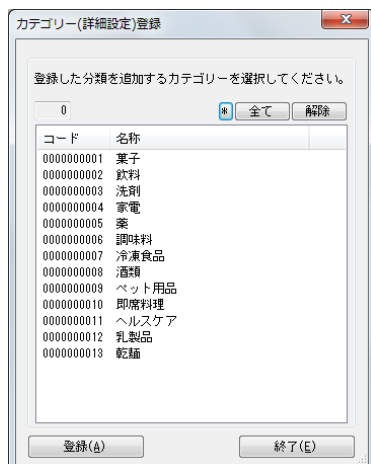 カテゴリー(詳細設定)登録
登録した分類を追加するカテゴリーを選択してください。
0 * 全て 解除
コード 名称
0000000001 菓子
0000000002 飲料
0000000003 洗剤
0000000004 家電
0000000005 薬
0000000006 調味料
0000000007 冷凍食品
0000000008 酒類
0000000009 ペット用品
0000000010 即席料理
0000000011 ヘルスケア
0000000012 乳製品
0000000013 乾麺
登録(A) 終了(E)